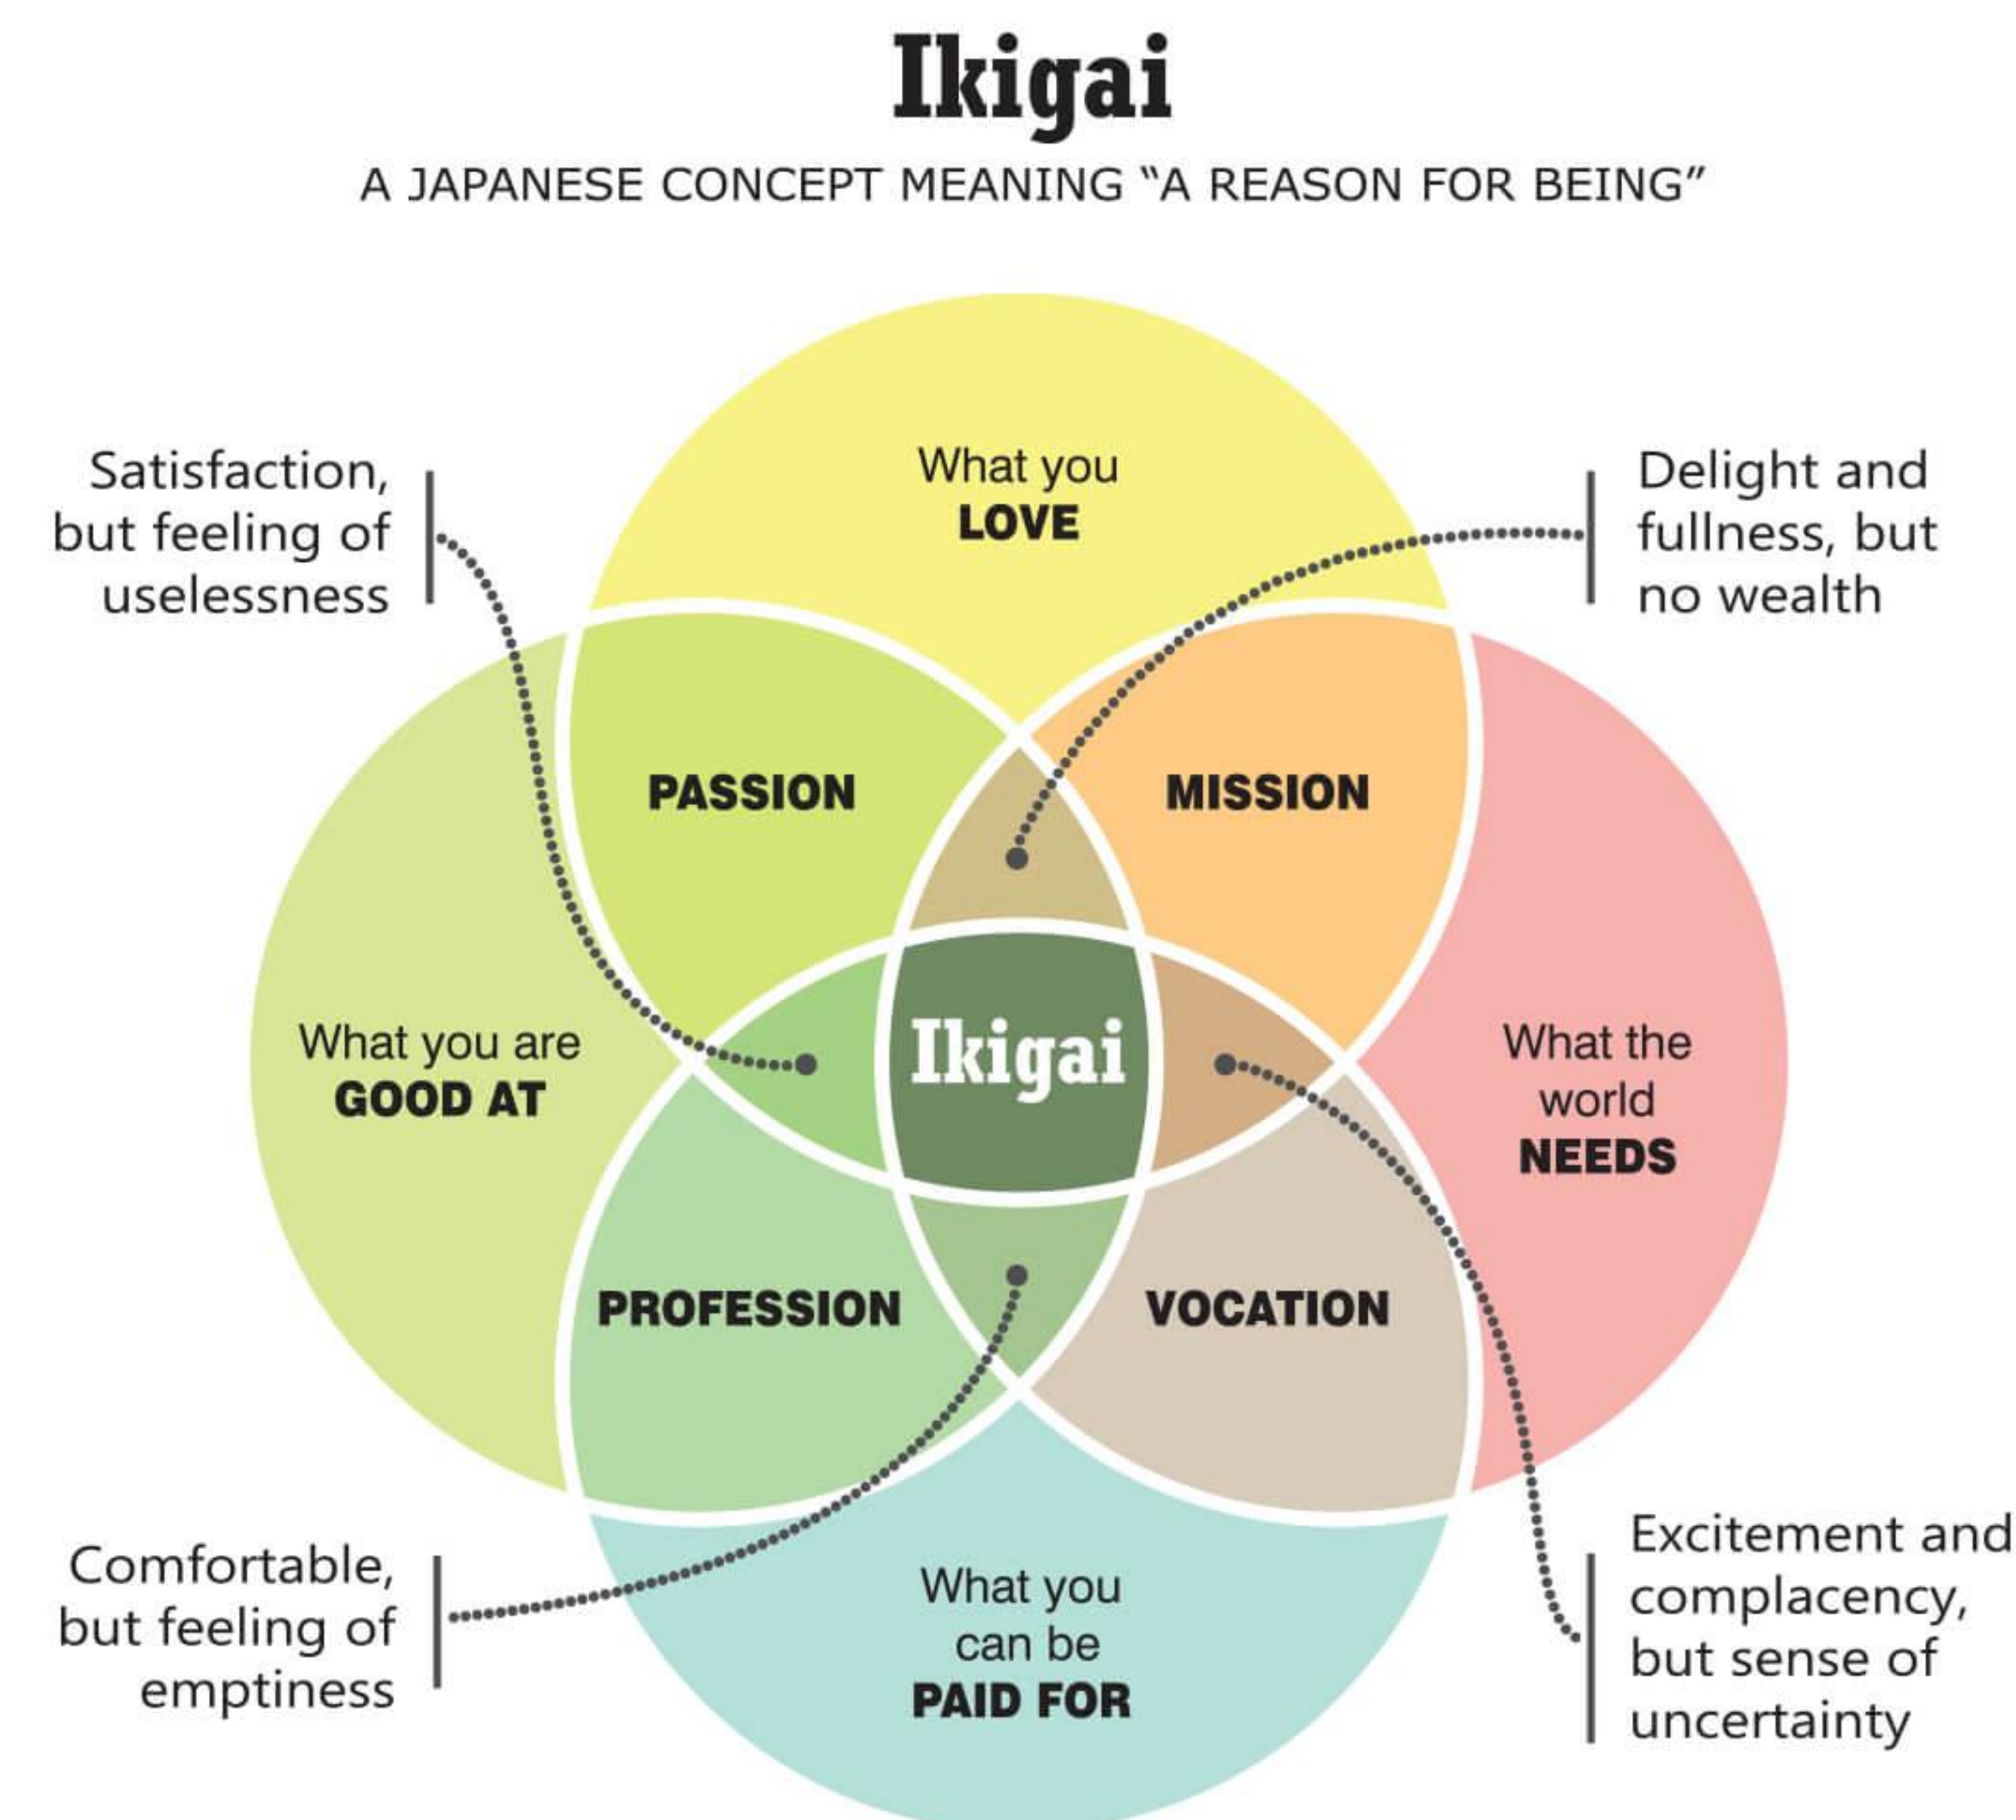 Ikigai
A JAPANESE CONCEPT MEANING “A REASON FOR BEING”
Satisfaction,
but feeling of
uselessness
What you
LOVE
Delight and
fullness, but
no wealth
PASSION
MISSION
What you are
GOOD AT
Ikigai
What the
world
NEEDS
PROFESSION
VOCATION
Comfortable,
but feeling of
emptiness
What you
can be
PAID FOR
Excitement and
complacency,
but sense of
uncertainty